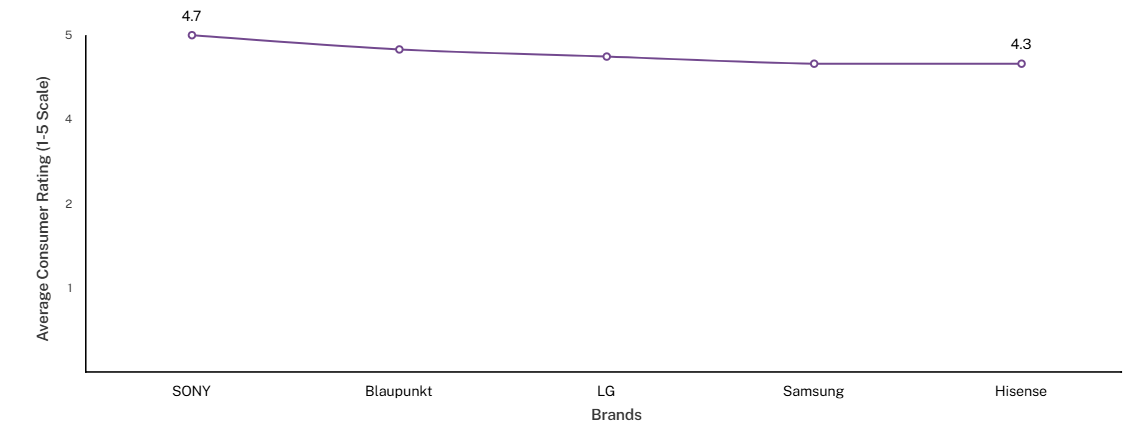 4.7
4.3
5
4
2
1
Average Consumer Rating (1-5 Scale)
SONY Blaupunkt LG Samsung Hisense
Brands